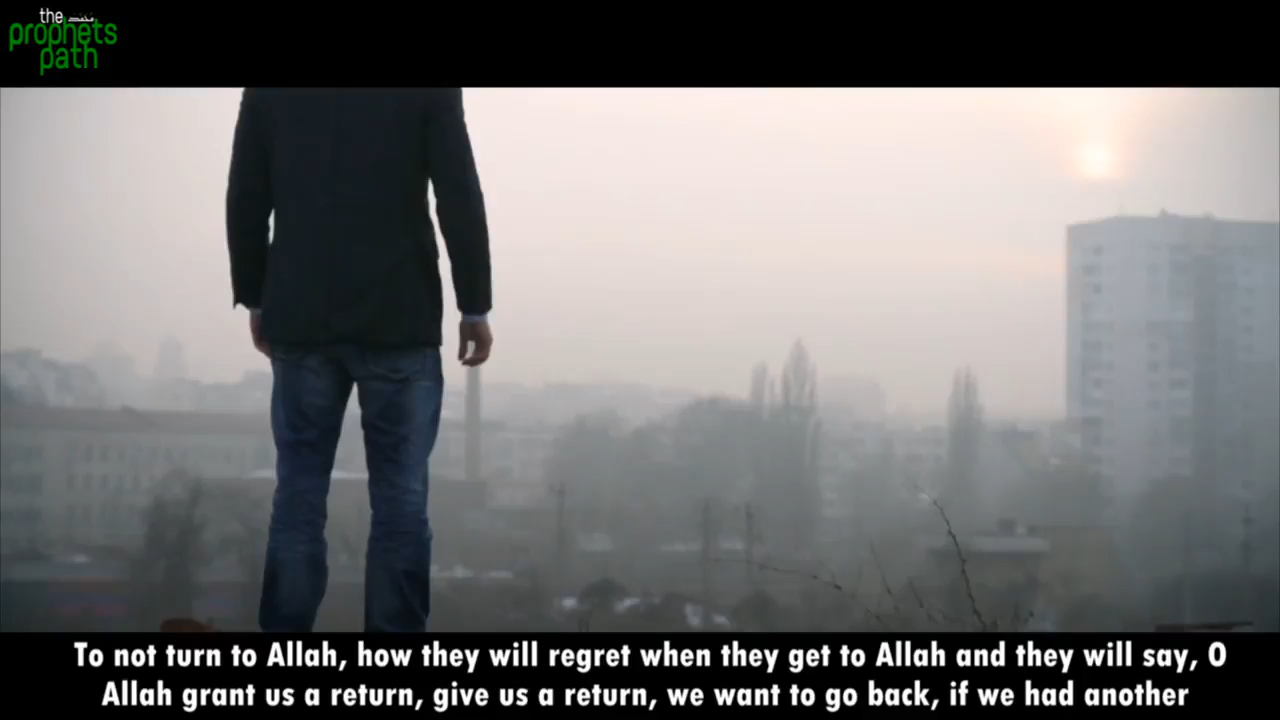 the محمد
prophets
path
To not turn to Allah, how they will regret when they get to Allah and they will say, O
Allah grant us a return, give us a return, we want to go back, if we had another